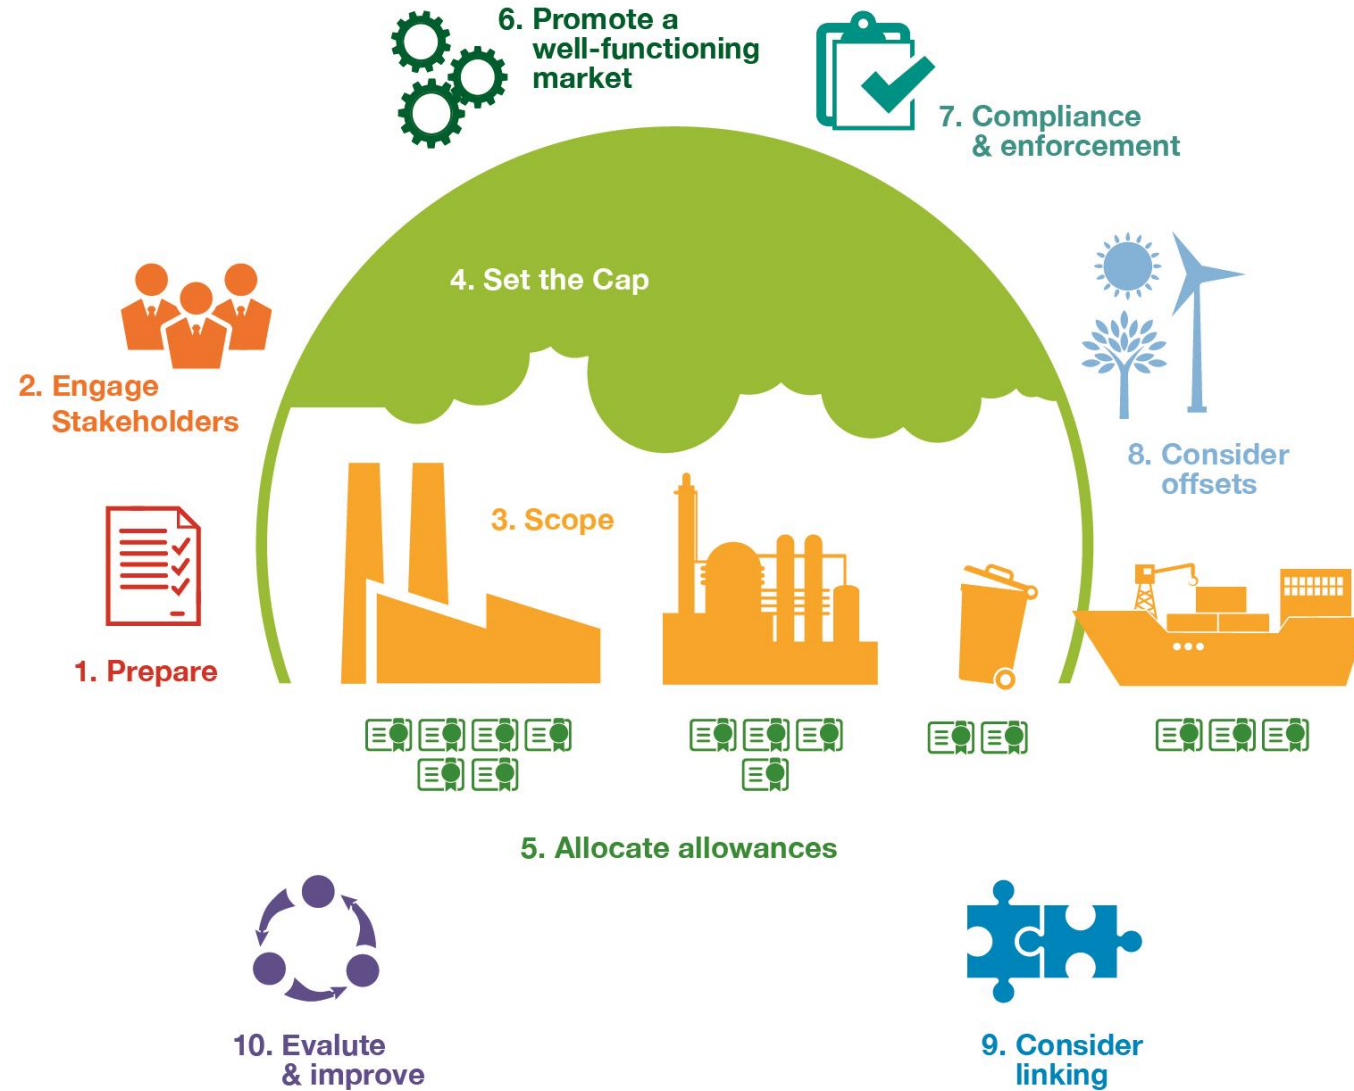 6. Promote a
well-functioning
market
7. Compliance
& enforcement
4. Set the Cap
2. Engage
Stakeholders
8. Consider
offsets
3. Scope
1. Prepare
5. Allocate allowances
10. Evalute
& improve
9. Consider
linking